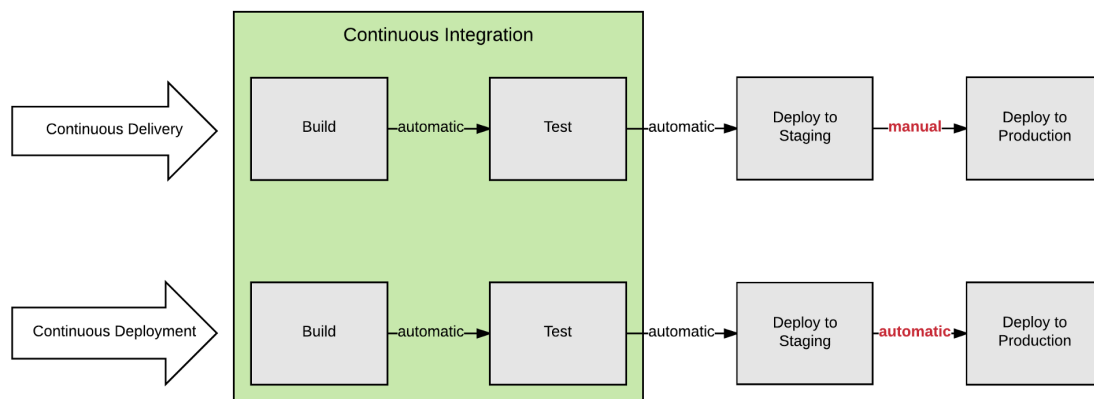 Continuous Integration
Continuous Delivery
Build
automatic
Test
automatic
Deploy to
Staging
manual
Deploy to
Production
Continuous Deployment
Build
automatic
Test
automatic
Deploy to
Staging
automatic
Deploy to
Production